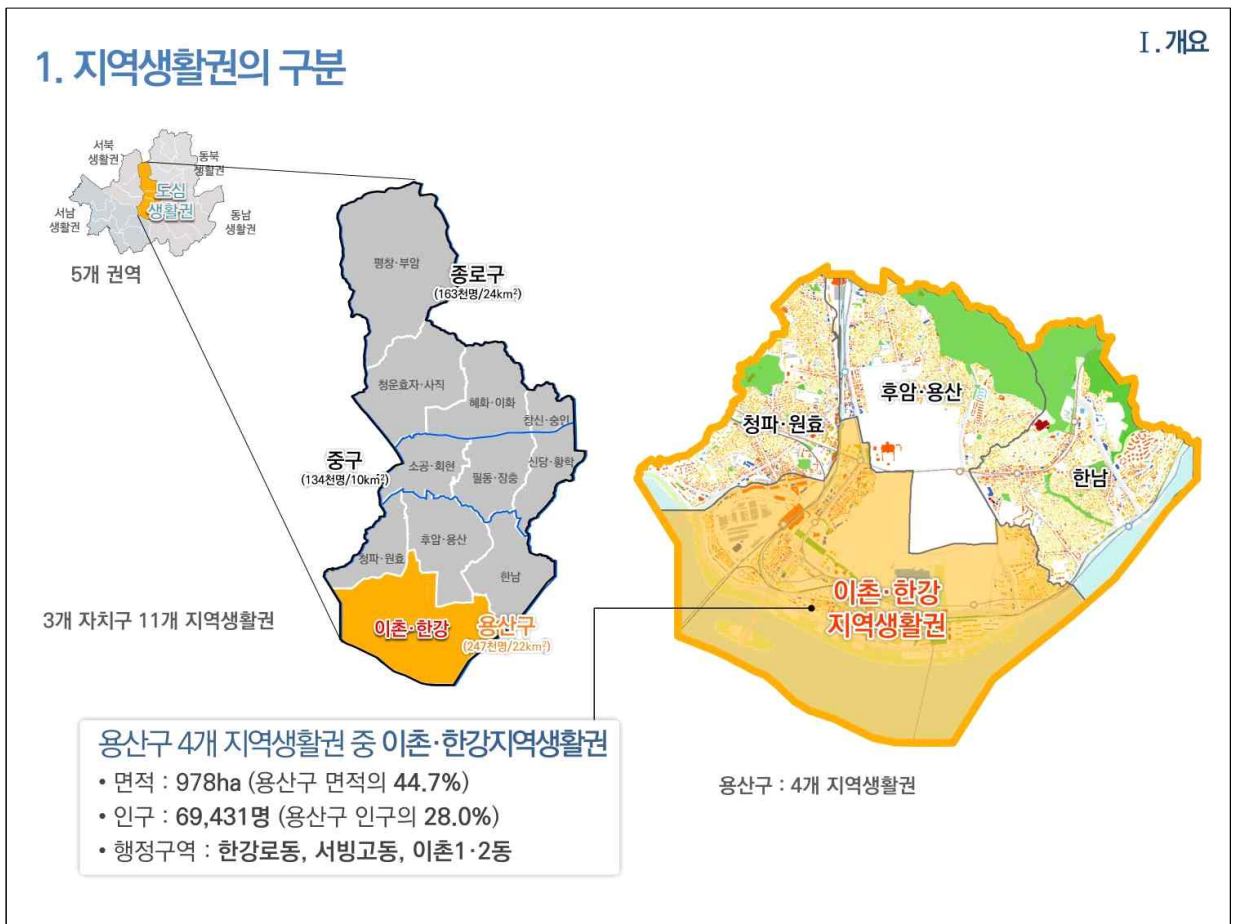 Ⅰ.개요
1. 지역생활권의 구분
서북
생활권
동북
생활권
도심
생활권
서남
생활권
동남
생활권
5개 권역
평창·부암
종로구
(163천명/24km²)
청운효자·사직
혜화·이화
창신·숭인
중구
(134천명/10km²)
소공·회현
필동·장충
신당·황학
청파·원효
후암·용산
한남
이촌·한강
용산구
(247천명/22km²)
3개 자치구 11개 지역생활권
후암·용산
청파·원효
한남
이촌·한강
지역생활권
용산구 4개 지역생활권 중 이촌·한강지역생활권
• 면적 : 978ha (용산구 면적의 44.7%)
• 인구 : 69,431명 (용산구 인구의 28.0%)
• 행정구역 : 한강로동, 서빙고동, 이촌1·2동
용산구 : 4개 지역생활권